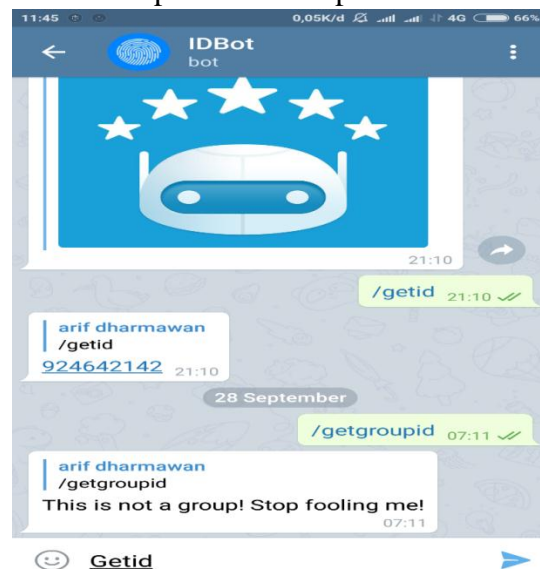 11:45 0,05K/d 4G 66%
IDBot
bot
21:10
/getid 21:10
arif dharmawan
/getid
924642142 21:10
28 September
/getgroupid 07:11
arif dharmawan
/getgroupid
This is not a group! Stop fooling me!
07:11
Getid